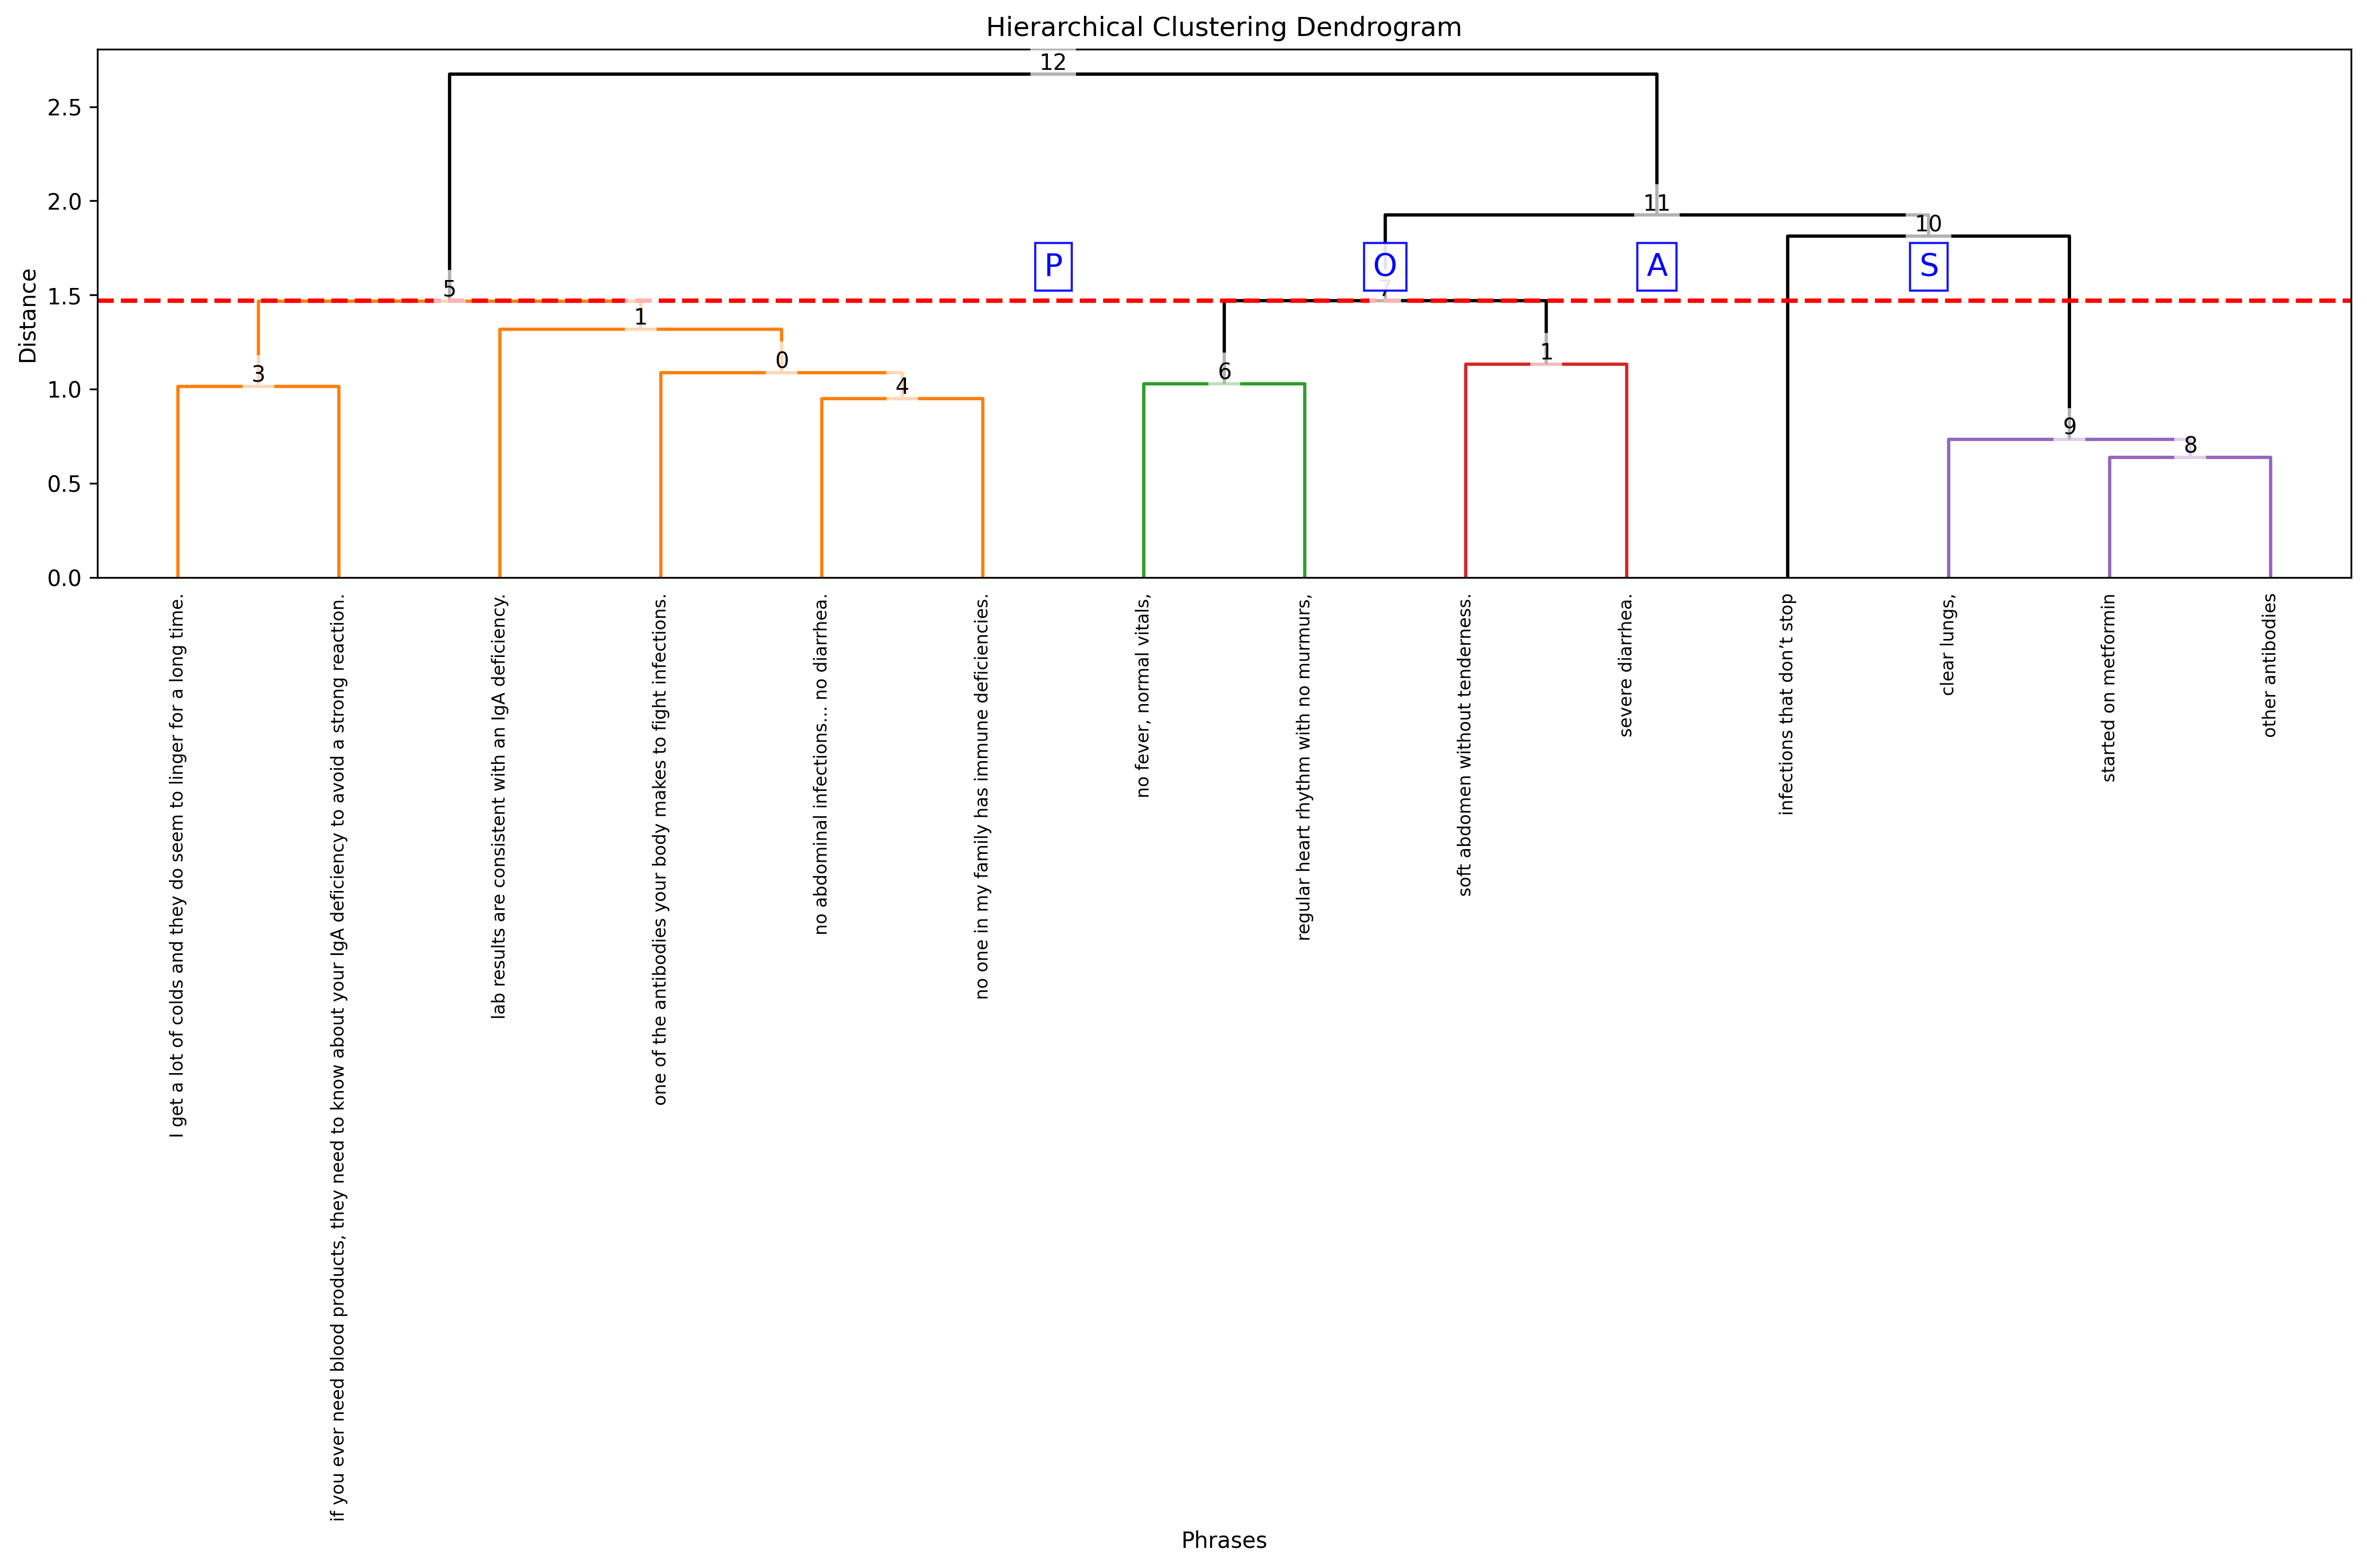 Hierarchical Clustering Dendrogram
12
2.5
2.0
11
10
P
O
A
S
Distance
1.5
5
7
1
1
0
3
6
4
1.0
9
8
0.5
0.0
I get a lot of colds and they do seem to linger for a long time.
if you ever need blood products, they need to know about your IgA deficiency to avoid a strong reaction.
lab results are consistent with an IgA deficiency.
one of the antibodies your body makes to fight infections.
no abdominal infections... no diarrhea.
no one in my family has immune deficiencies.
no fever, normal vitals,
regular heart rhythm with no murmurs,
soft abdomen without tenderness.
severe diarrhea.
infections that don’t stop
clear lungs,
started on metformin
other antibodies
Phrases